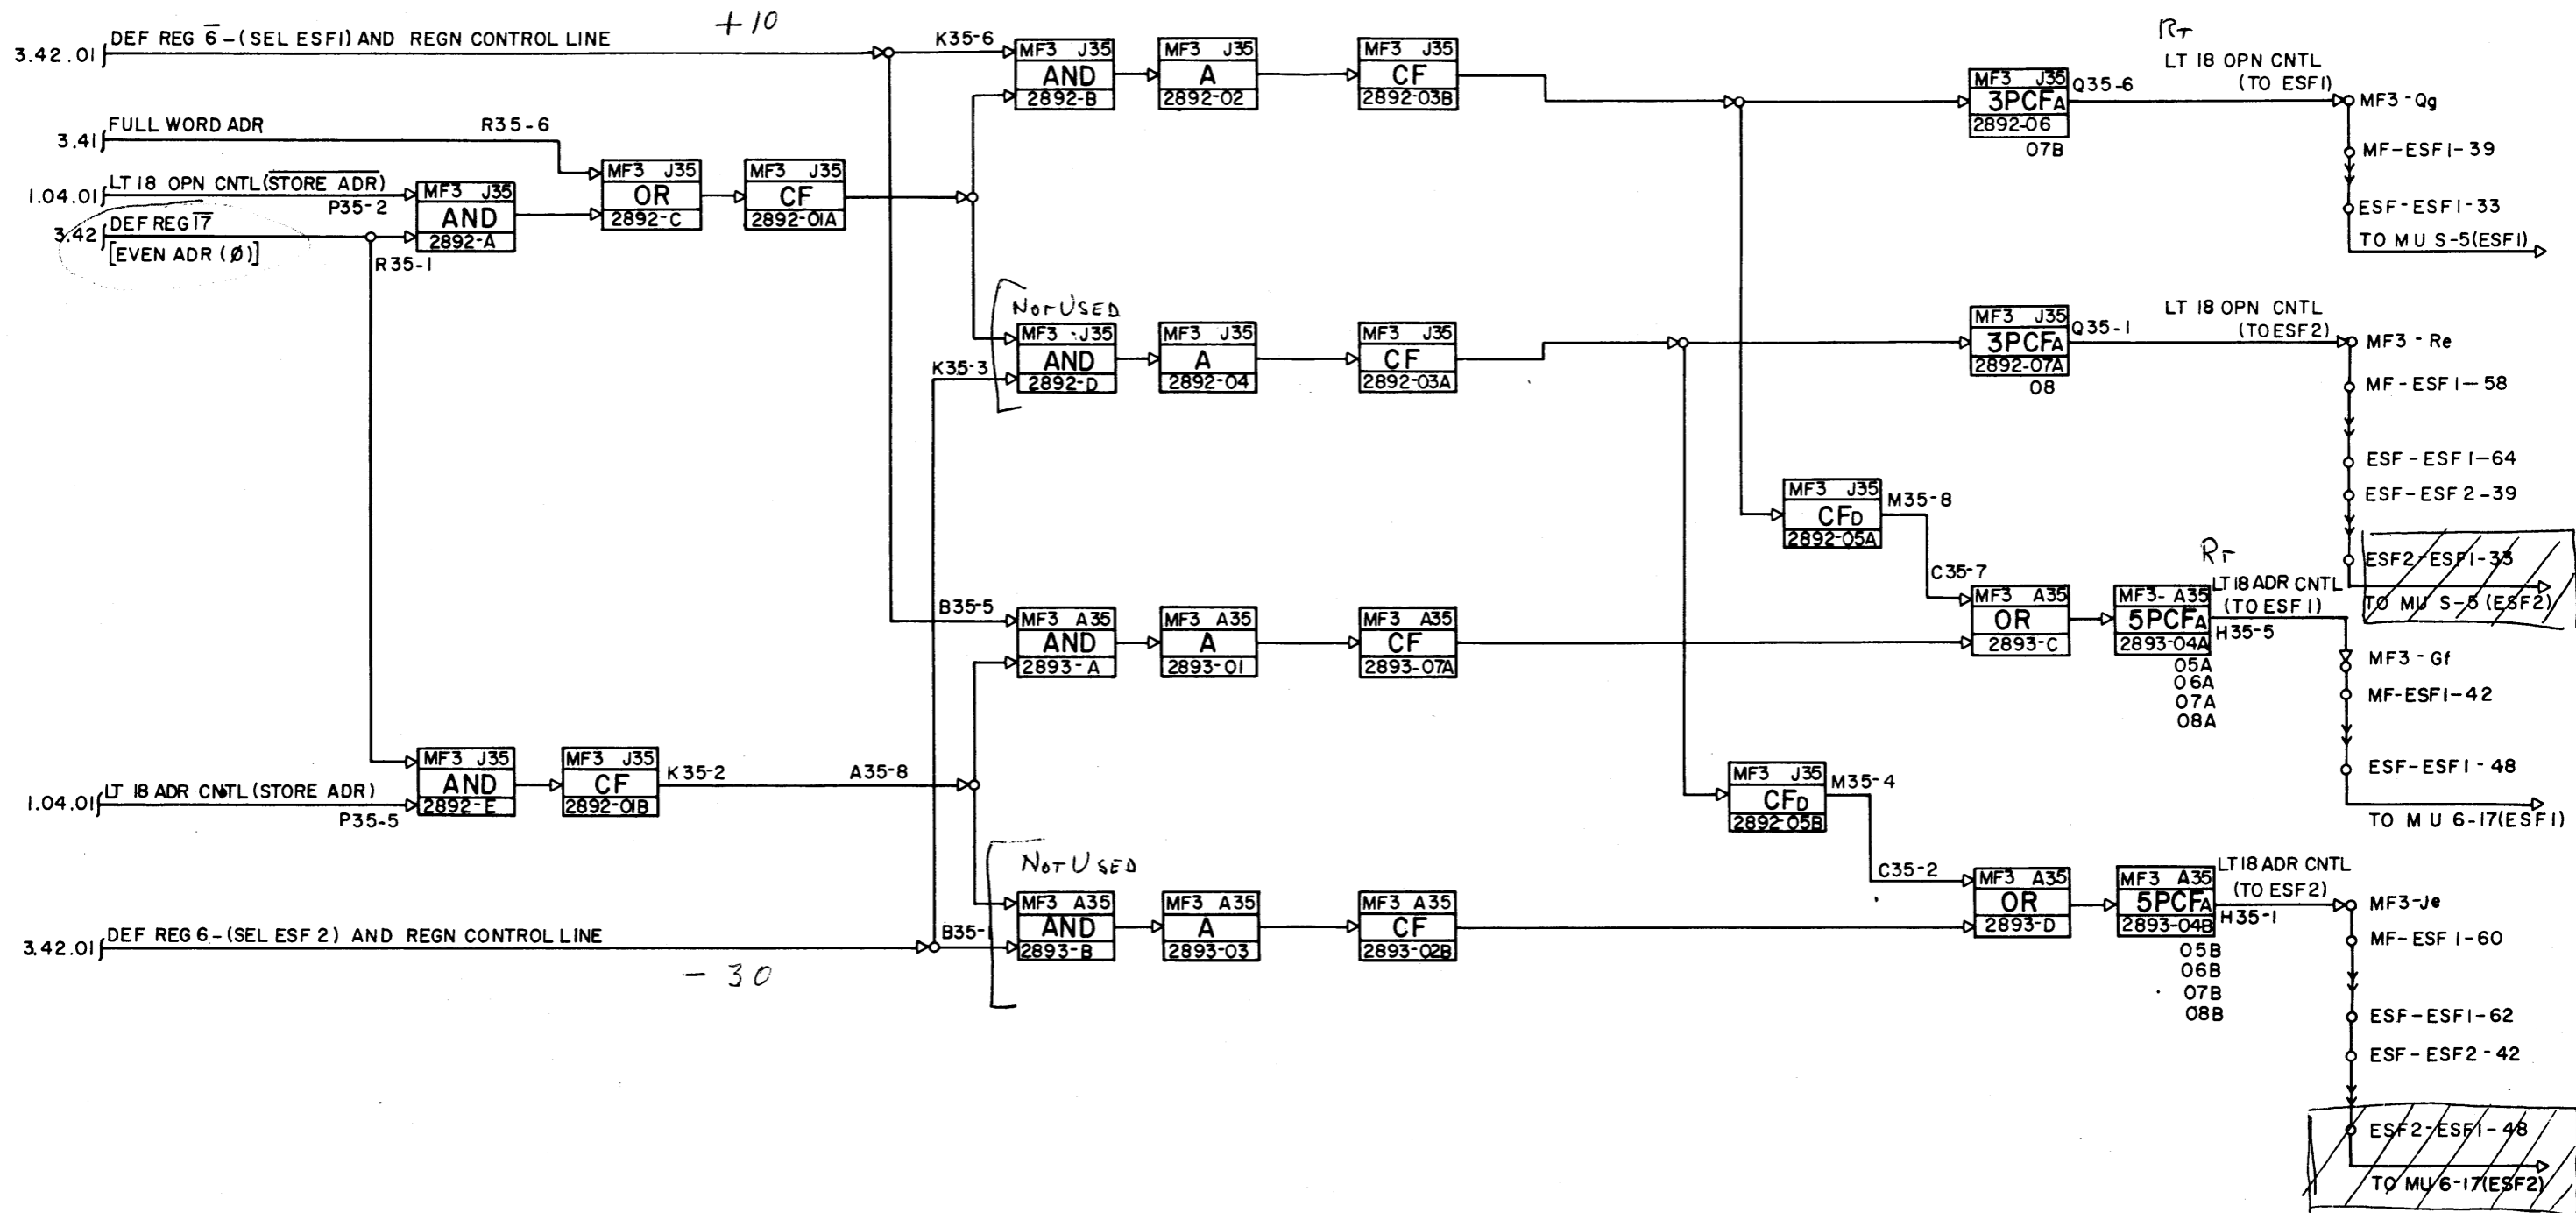 +10
3.42.01
DEF REG 6̅-(SEL ESF1) AND REGN CONTROL LINE
K35-6
MF3 J35
AND
2892-B
MF3 J35
A
2892-02
MF3 J35
CF
2892-03B
MF3 J35
3PCFA
2892-06
07B
Q35-6
RT
LT 18 OPN CNTL
(TO ESF1)
MF3-Qg
MF-ESF1-39
ESF-ESF1-33
TO MU S-5(ESF1)
3.41
FULL WORD ADR
R35-6
1.04.01
LT 18 OPN CNTL(S̅T̅O̅R̅E̅ A̅D̅R̅)
P35-2
3.42
DEF REG 1̅7̅
[EVEN ADR (Ø)]
R35-1
MF3 J35
AND
2892-A
MF3 J35
OR
2892-C
MF3 J35
CF
2892-01A
NOT USED
K35-3
MF3 J35
AND
2892-D
MF3 J35
A
2892-04
MF3 J35
CF
2892-03A
MF3 J35
3PCFA
2892-07A
08
Q35-1
LT 18 OPN CNTL
(TO ESF2)
MF3 - Re
MF-ESF1-58
ESF-ESF1-64
ESF-ESF2-39
ESF2-ESF1-33
TO MU S-5 (ESF2)
MF3 J35
CFD
2892-05A
M35-8
C35-7
B35-5
MF3 A35
AND
2893-A
MF3 A35
A
2893-01
MF3 A35
CF
2893-07A
MF3 A35
OR
2893-C
MF3- A35
5PCFA
2893-04A
05A
06A
07A
08A
RT
LT 18 ADR CNTL
(TO ESF1)
H35-5
MF3-Gf
MF-ESF1-42
ESF-ESF1-48
TO MU 6-17(ESF1)
1.04.01
LT 18 ADR CNTL(STORE ADR)
P35-5
MF3 J35
AND
2892-E
MF3 J35
CF
2892-01B
K35-2
A35-8
MF3 J35
CFD
2892-05B
M35-4
C35-2
NOT USED
3.42.01
DEF REG 6-(SEL ESF 2) AND REGN CONTROL LINE
- 30
B35-1
MF3 A35
AND
2893-B
MF3 A35
A
2893-03
MF3 A35
CF
2893-02B
MF3 A35
OR
2893-D
MF3 A35
5PCFA
2893-04B
05B
06B
07B
08B
LT 18 ADR CNTL
(TO ESF2)
H35-1
MF3-Je
MF-ESF1-60
ESF-ESF1-62
ESF-ESF2-42
ESF2-ESF1-48
TO MU 6-17(ESF2)